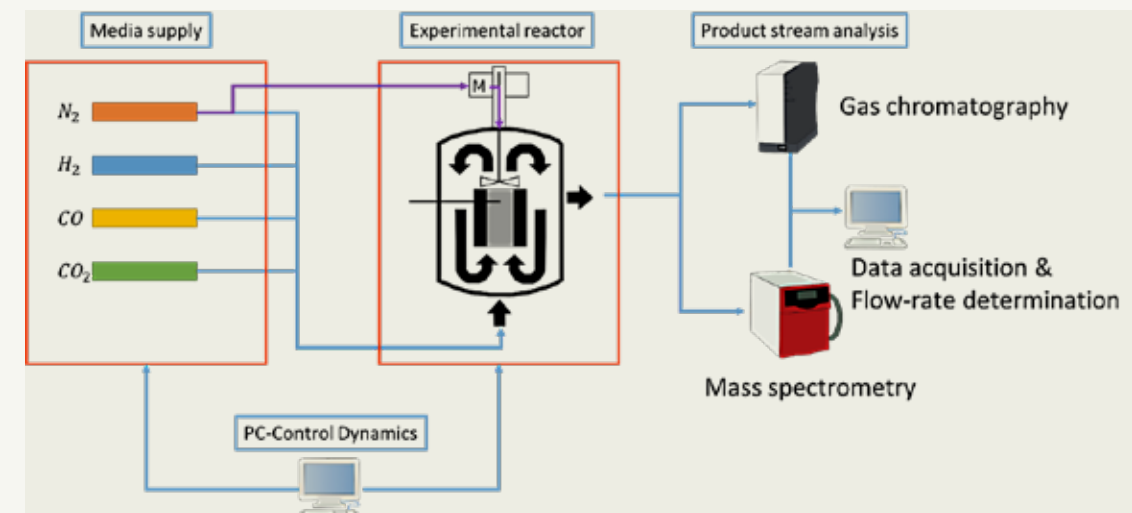 Media supply
Experimental reactor
Product stream analysis
N₂
H₂
CO
CO₂
M
Gas chromatography
Data acquisition &
Flow-rate determination
Mass spectrometry
PC-Control Dynamics